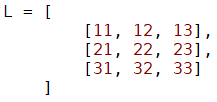 L = [
[11, 12, 13],
[21, 22, 23],
[31, 32, 33]
]